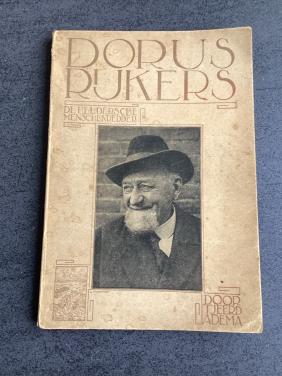 DORUS
RIJKERS
DE HELDERSCHE
MENSCHENREDDER
DOOR
TJEERD
ADEMA